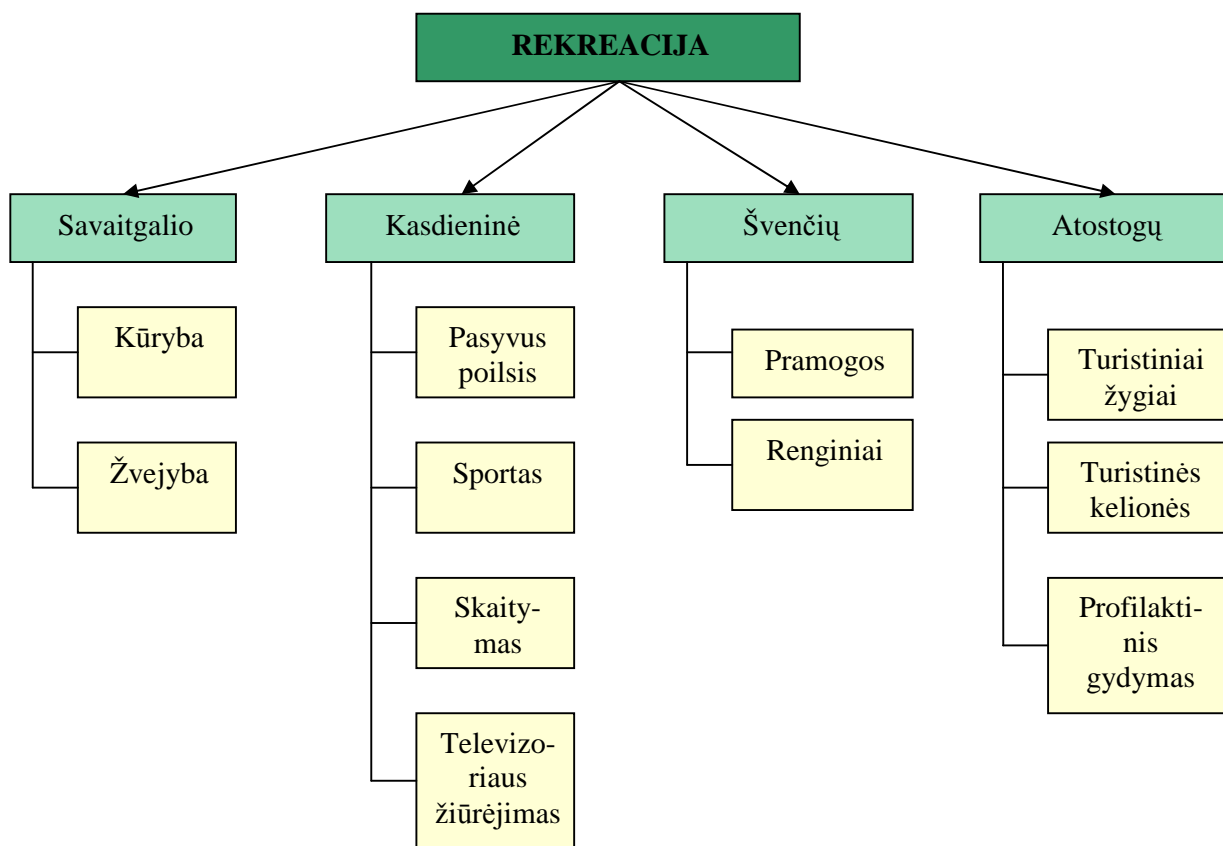 REKREACIJA
Savaitgalio
Kūryba
Žvejyba
Kasdieninė
Pasyvus
poilsis
Sportas
Skaity-
mas
Televizo-
riaus
žiūrėjimas
Švenčių
Pramogos
Renginiai
Atostogų
Turistiniai
žygiai
Turistinės
kelionės
Profilakti-
nis
gydymas